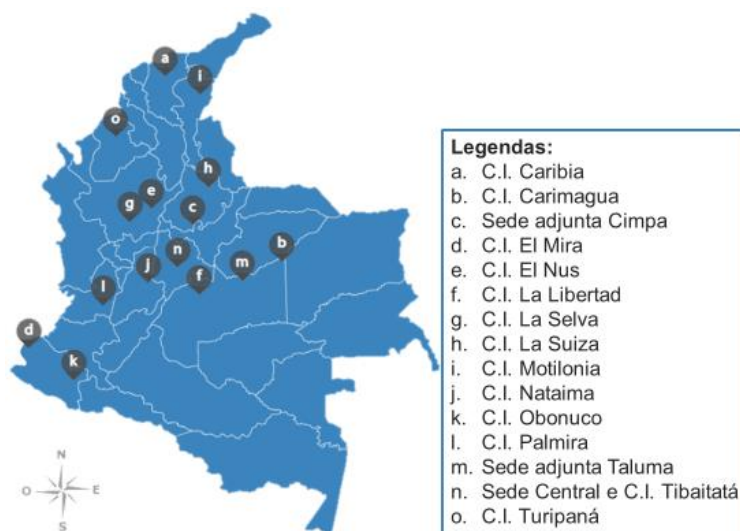 a
i
o
h
e
g
c
n
b
j
m
f
l
d
k
N
O E
S
Legendas:
a. C.I. Caribia
b. C.I. Carimagua
c. Sede adjunta Cimpa
d. C.I. El Mira
e. C.I. El Nus
f. C.I. La Libertad
g. C.I. La Selva
h. C.I. La Suiza
i. C.I. Motilonia
j. C.I. Nataima
k. C.I. Obonuco
l. C.I. Palmira
m. Sede adjunta Taluma
n. Sede Central e C.I. Tibaitatá
o. C.I. Turipaná